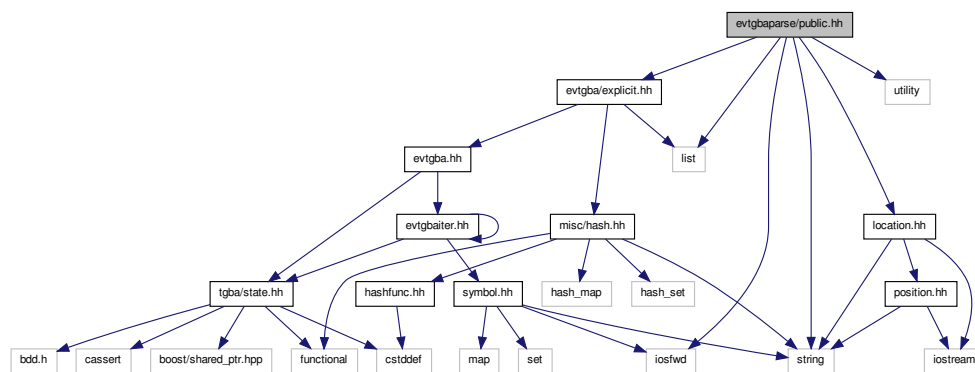 evtgbaparse/public.hh
evtgba/explicit.hh
utility
evtgba.hh
list
evtgbaiter.hh
misc/hash.hh
location.hh
tgba/state.hh
hashfunc.hh
symbol.hh
hash_map
hash_set
position.hh
bdd.h
cassert
boost/shared_ptr.hpp
functional
cstddef
map
set
iosfwd
string
iostream